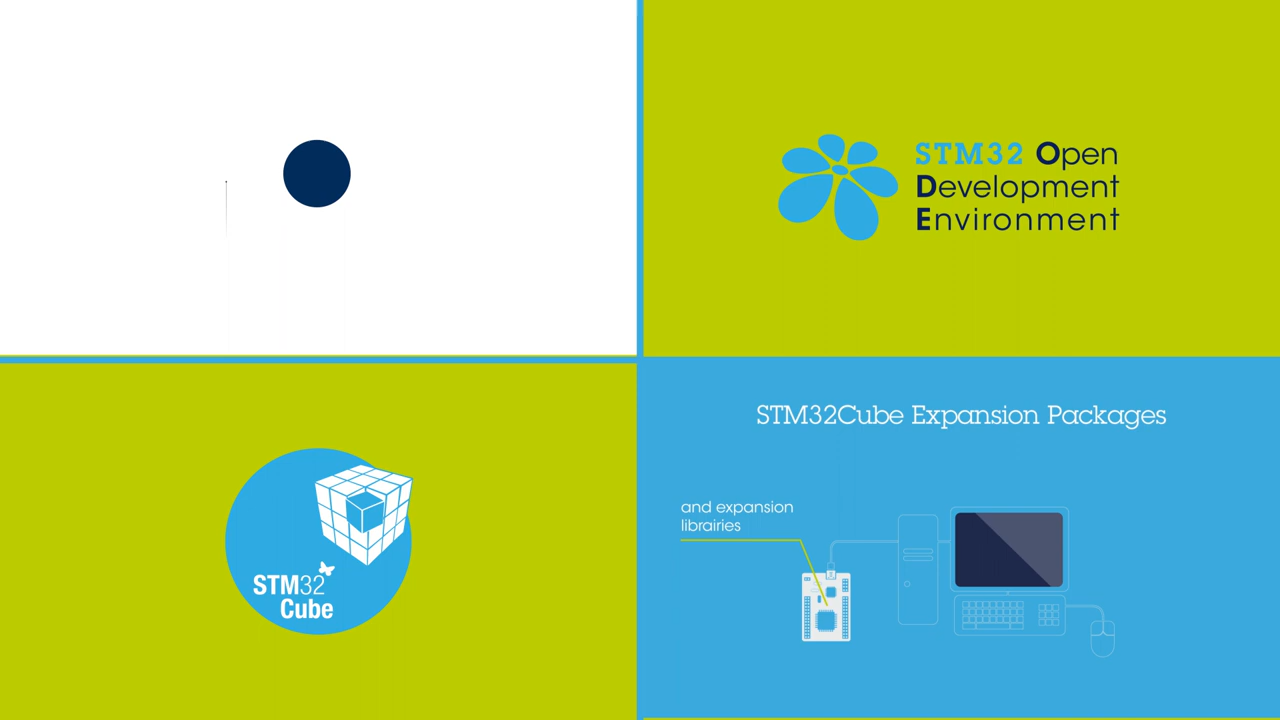 STM32 Open
Development
Environment
STM32
Cube
STM32Cube Expansion Packages
and expansion
librairies